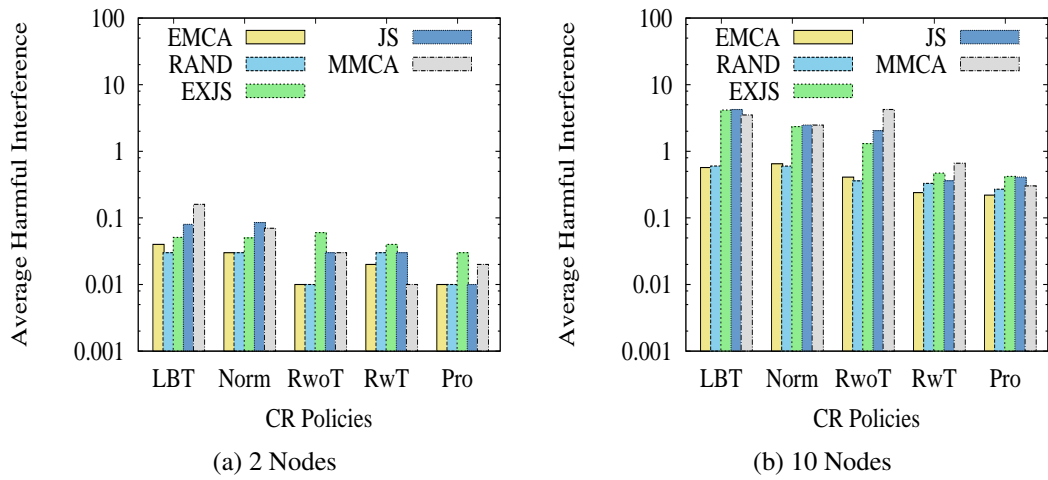 Average Harmful Interference
100
10
1
0.1
0.01
0.001
EMCA
RAND
EXJS
JS
MMCA
LBT Norm RwoT RwT Pro
CR Policies
(a) 2 Nodes
Average Harmful Interference
100
10
1
0.1
0.01
0.001
EMCA
RAND
EXJS
JS
MMCA
LBT Norm RwoT RwT Pro
CR Policies
(b) 10 Nodes